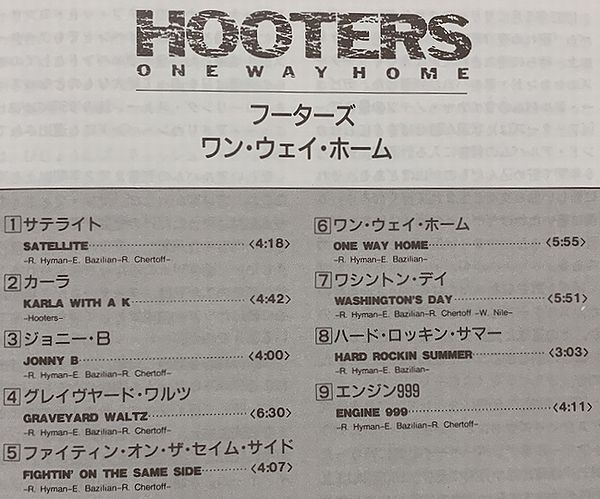 HOOTERS
ONE WAY HOME
フーターズ
ワン・ウェイ・ホーム
1 サテライト
SATELLITE 〈4:18〉
–R. Hyman–E. Bazilian–R. Chertoff–
2 カーラ
KARLA WITH A K 〈4:42〉
–Hooters–
3 ジョニー・B
JONNY B 〈4:00〉
–R. Hyman–E. Bazilian–R. Chertoff–
4 グレイヴヤード・ワルツ
GRAVEYARD WALTZ 〈6:30〉
–R. Hyman–E. Bazilian–R. Chertoff–
5 ファイティン・オン・ザ・セイム・サイド
FIGHTIN' ON THE SAME SIDE 〈4:07〉
–R. Hyman–E. Bazilian–R. Chertoff–
6 ワン・ウェイ・ホーム
ONE WAY HOME 〈5:55〉
–R. Hyman–E. Bazilian–R. Chertoff–
7 ワシントン・デイ
WASHINGTON'S DAY 〈5:51〉
–R. Hyman–E. Bazilian–R. Chertoff –W. Nile–
8 ハード・ロッキン・サマー
HARD ROCKIN SUMMER 〈3:03〉
–R. Hyman–E. Bazilian–
9 エンジン999
ENGINE 999 〈4:11〉
–R. Hyman–E. Bazilian–R. Chertoff–